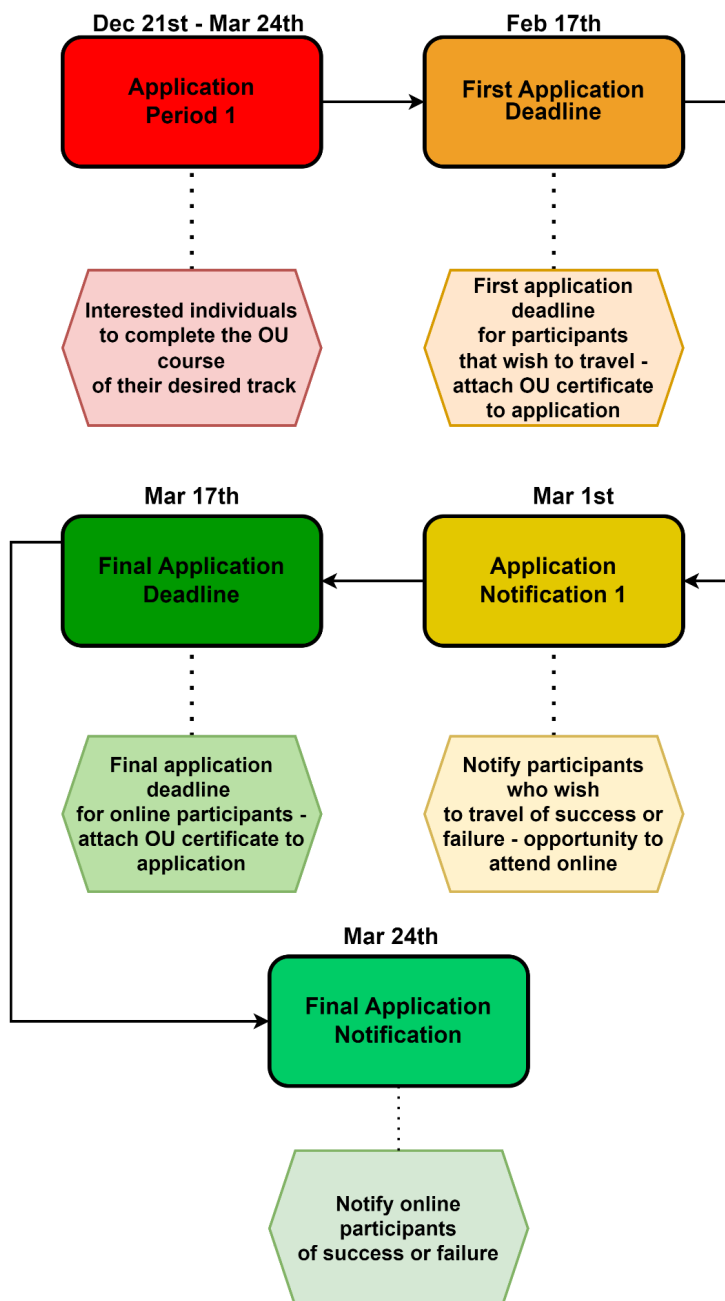 Dec 21st - Mar 24th
Application
Period 1
Feb 17th
First Application
Deadline
Interested individuals
to complete the OU
course
of their desired track
First application
deadline
for participants
that wish to travel -
attach OU certificate
to application
Mar 17th
Final Application
Deadline
Mar 1st
Application
Notification 1
Final application
deadline
for online participants -
attach OU certificate to
application
Notify participants
who wish
to travel of success or
failure - opportunity to
attend online
Mar 24th
Final Application
Notification
Notify online
participants
of success or failure